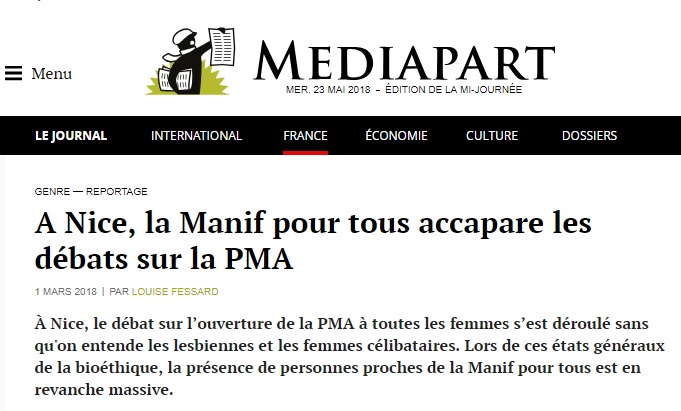 Menu
MEDIAPART
MER. 23 MAI 2018 - ÉDITION DE LA MI-JOURNÉE
LE JOURNAL INTERNATIONAL FRANCE ÉCONOMIE CULTURE DOSSIERS
GENRE — REPORTAGE
A Nice, la Manif pour tous accapare les
débats sur la PMA
1 MARS 2018 | PAR LOUISE FESSARD
À Nice, le débat sur l’ouverture de la PMA à toutes les femmes s’est déroulé sans
qu'on entende les lesbiennes et les femmes célibataires. Lors de ces états généraux
de la bioéthique, la présence de personnes proches de la Manif pour tous est en
revanche massive.